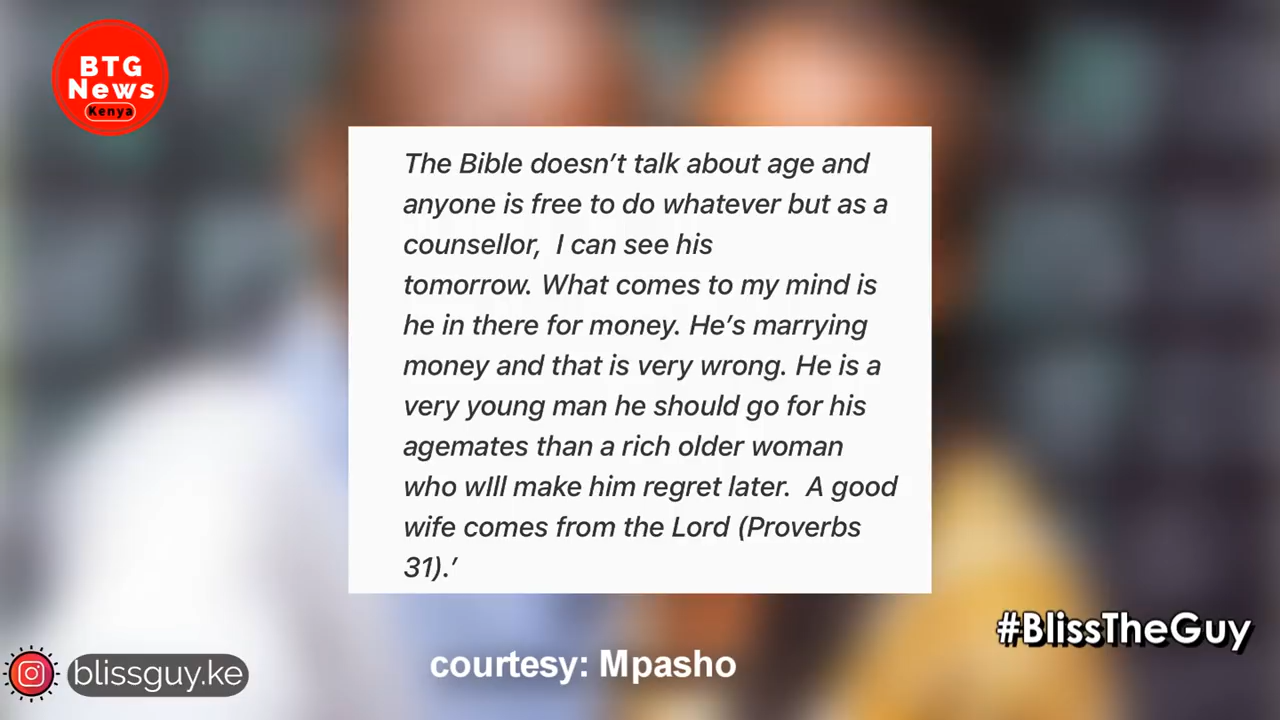 BTG
News
Kenya
The Bible doesn't talk about age and
anyone is free to do whatever but as a
counsellor,  I can see his
tomorrow. What comes to my mind is
he in there for money. He's marrying
money and that is very wrong. He is a
very young man he should go for his
agemates than a rich older woman
who wIll make him regret later.  A good
wife comes from the Lord (Proverbs
31).'
#BlissTheGuy
blissguy.ke
courtesy: Mpasho